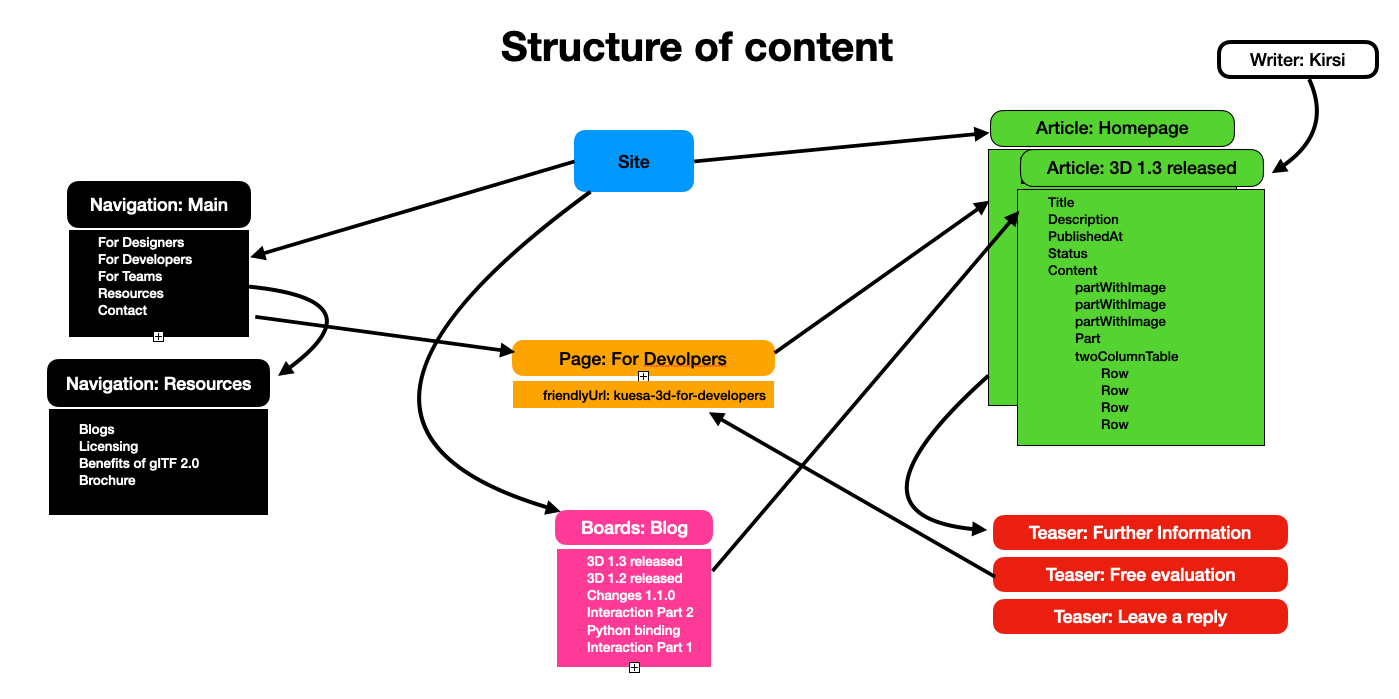 Structure of content
Writer: Kirsi
Article: Homepage
Site
Article: 3D 1.3 released
Navigation: Main
Title
Description
PublishedAt
Status
Content
partWithImage
partWithImage
partWithImage
Part
twoColumnTable
Row
Row
Row
Row
For Designers
For Developers
For Teams
Resources
Contact
Page: For Devolpers
friendlyUrl: kuesa-3d-for-developers
Navigation: Resources
Blogs
Licensing
Benefits of glTF 2.0
Brochure
Boards: Blog
3D 1.3 released
3D 1.2 released
Changes 1.1.0
Interaction Part 2
Python binding
Interaction Part 1
Teaser: Further Information
Teaser: Free evaluation
Teaser: Leave a reply